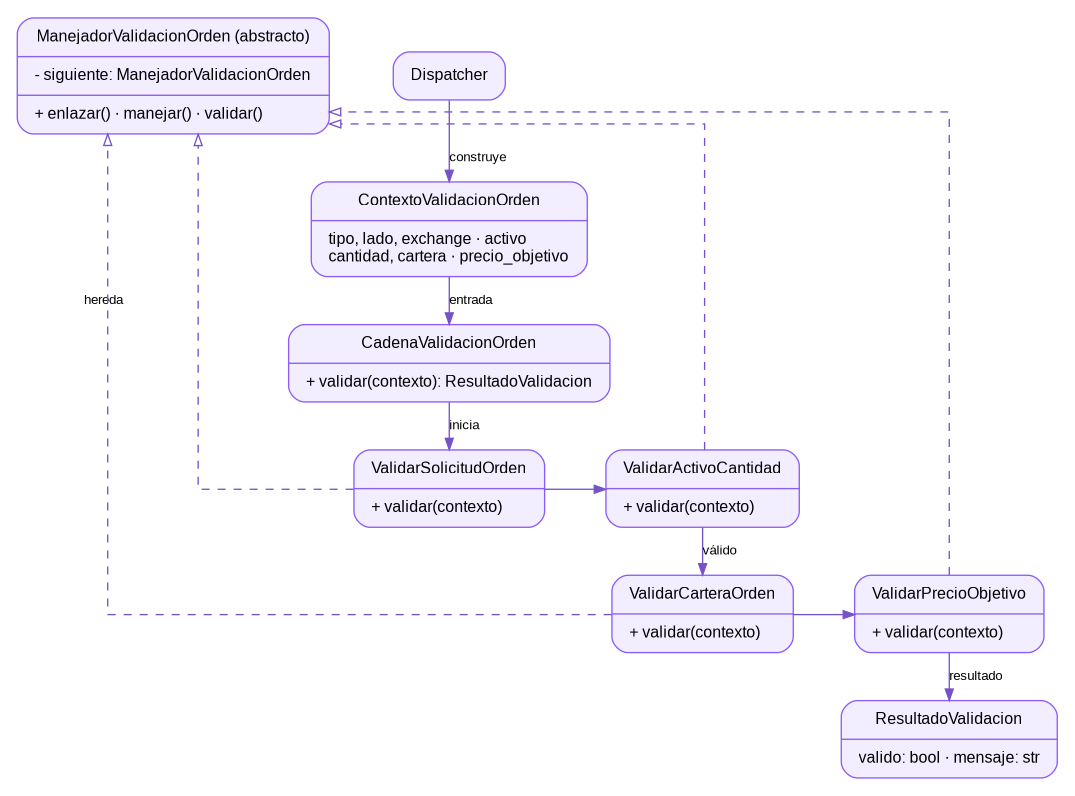 ManejadorValidacionOrden (abstracto)
- siguiente: ManejadorValidacionOrden
+ enlazar() · manejar() · validar()
Dispatcher
construye
ContextoValidacionOrden
tipo, lado, exchange · activo
cantidad, cartera · precio_objetivo
hereda
entrada
CadenaValidacionOrden
+ validar(contexto): ResultadoValidacion
inicia
ValidarSolicitudOrden
+ validar(contexto)
ValidarActivoCantidad
+ validar(contexto)
válido
ValidarCarteraOrden
+ validar(contexto)
ValidarPrecioObjetivo
+ validar(contexto)
resultado
ResultadoValidacion
valido: bool · mensaje: str